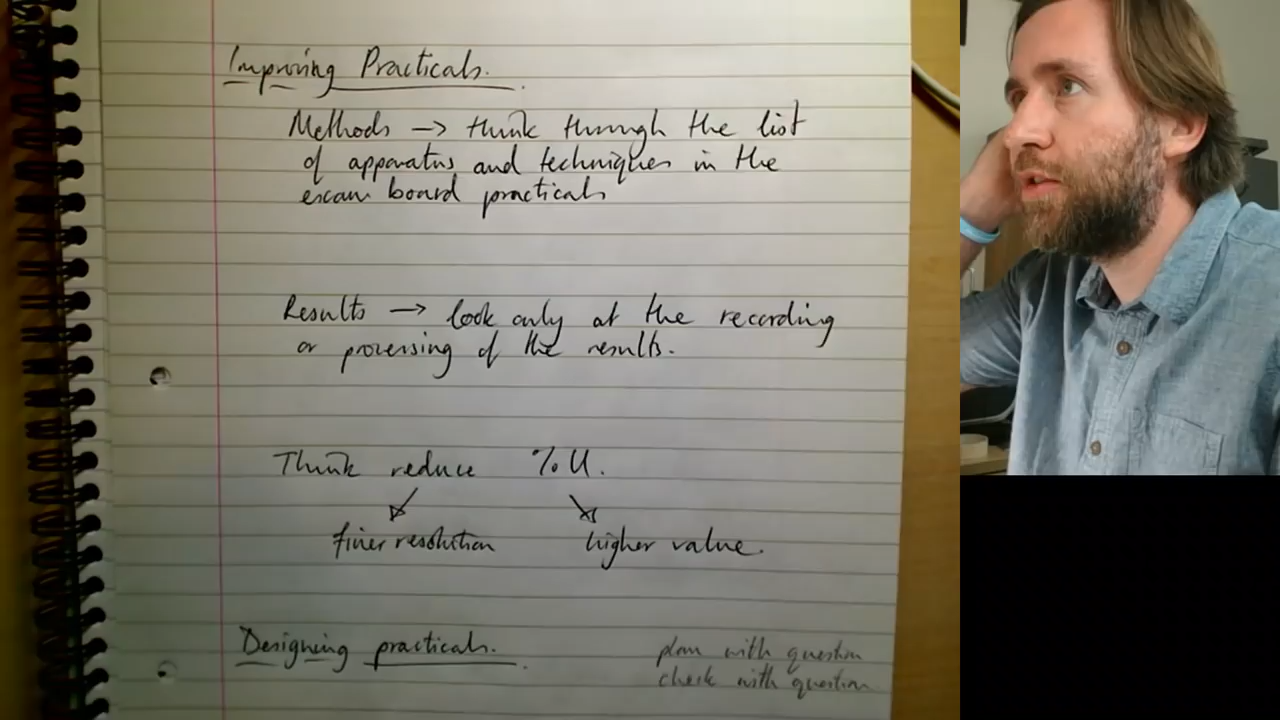 Improving Practicals.
Methods → think through the list
of apparatus and techniques in the
exam board practicals
Results → look only at the recording
or processing of the results.
Think reduce %U.
finer resolution higher value.
Designing practicals. plan with question
check with question